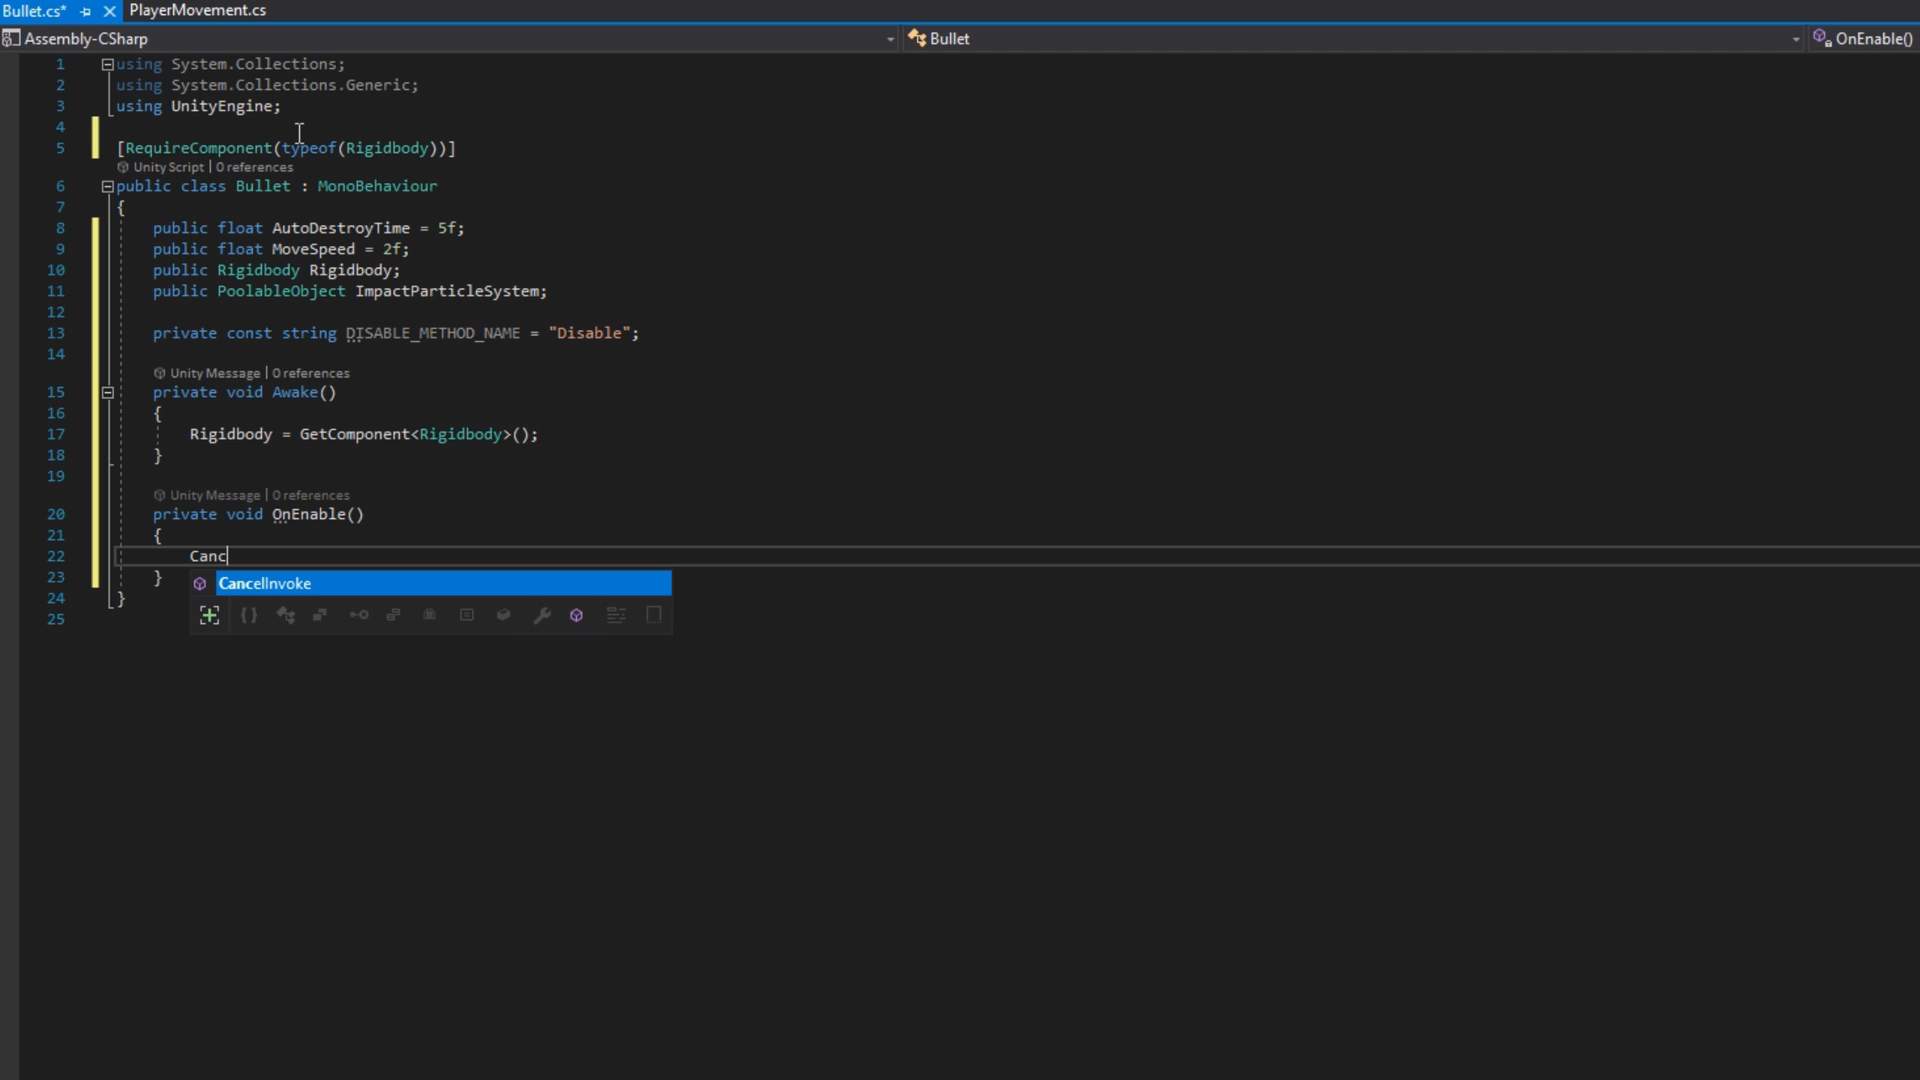 Bullet.cs* PlayerMovement.cs
Assembly-CSharp Bullet OnEnable()
1 using System.Collections;
2 using System.Collections.Generic;
3 using UnityEngine;
4
5 [RequireComponent(typeof(Rigidbody))]
Unity Script | 0 references
6 public class Bullet : MonoBehaviour
7 {
8 public float AutoDestroyTime = 5f;
9 public float MoveSpeed = 2f;
10 public Rigidbody Rigidbody;
11 public PoolableObject ImpactParticleSystem;
12
13 private const string DISABLE_METHOD_NAME = "Disable";
14
Unity Message | 0 references
15 private void Awake()
16 {
17 Rigidbody = GetComponent<Rigidbody>();
18 }
19
Unity Message | 0 references
20 private void OnEnable()
21 {
22 Canc
23 }
CancelInvoke
24 }
25